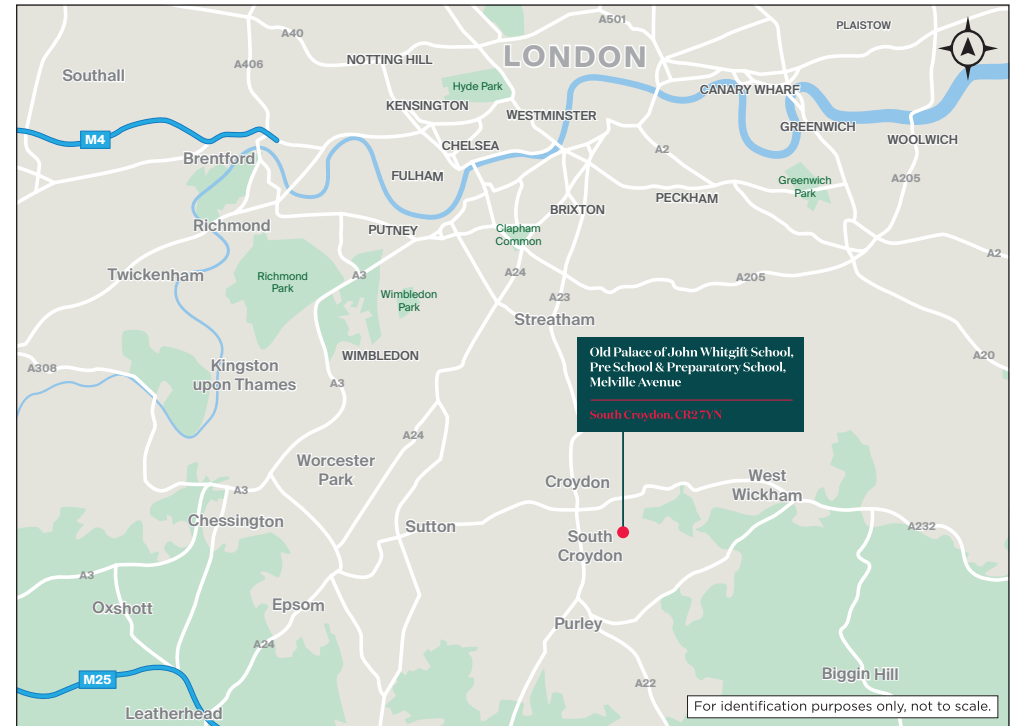 A501
PLAISTOW
A40
LONDON
NOTTING HILL
A406
Southall
Hyde Park
CANARY WHARF
KENSINGTON
WESTMINSTER
GREENWICH
M4
WOOLWICH
CHELSEA
A2
Brentford
FULHAM
A205
Greenwich
Park
PECKHAM
BRIXTON
Richmond
PUTNEY
Clapham
Common
A2
Twickenham
Richmond
Park
A3
A24
A205
Wimbledon
Park
A23
Streatham
WIMBLEDON
A20
A308
Kingston
upon Thames
A3
Old Palace of John Whitgift School,
Pre School & Preparatory School,
Melville Avenue
South Croydon, CR2 7YN
A24
Worcester
Park
Croydon
West
Wickham
A3
Chessington
Sutton
A232
South
Croydon
A3
Oxshott
Epsom
Purley
A24
M25
A22
Biggin Hill
Leatherhead
For identification purposes only, not to scale.